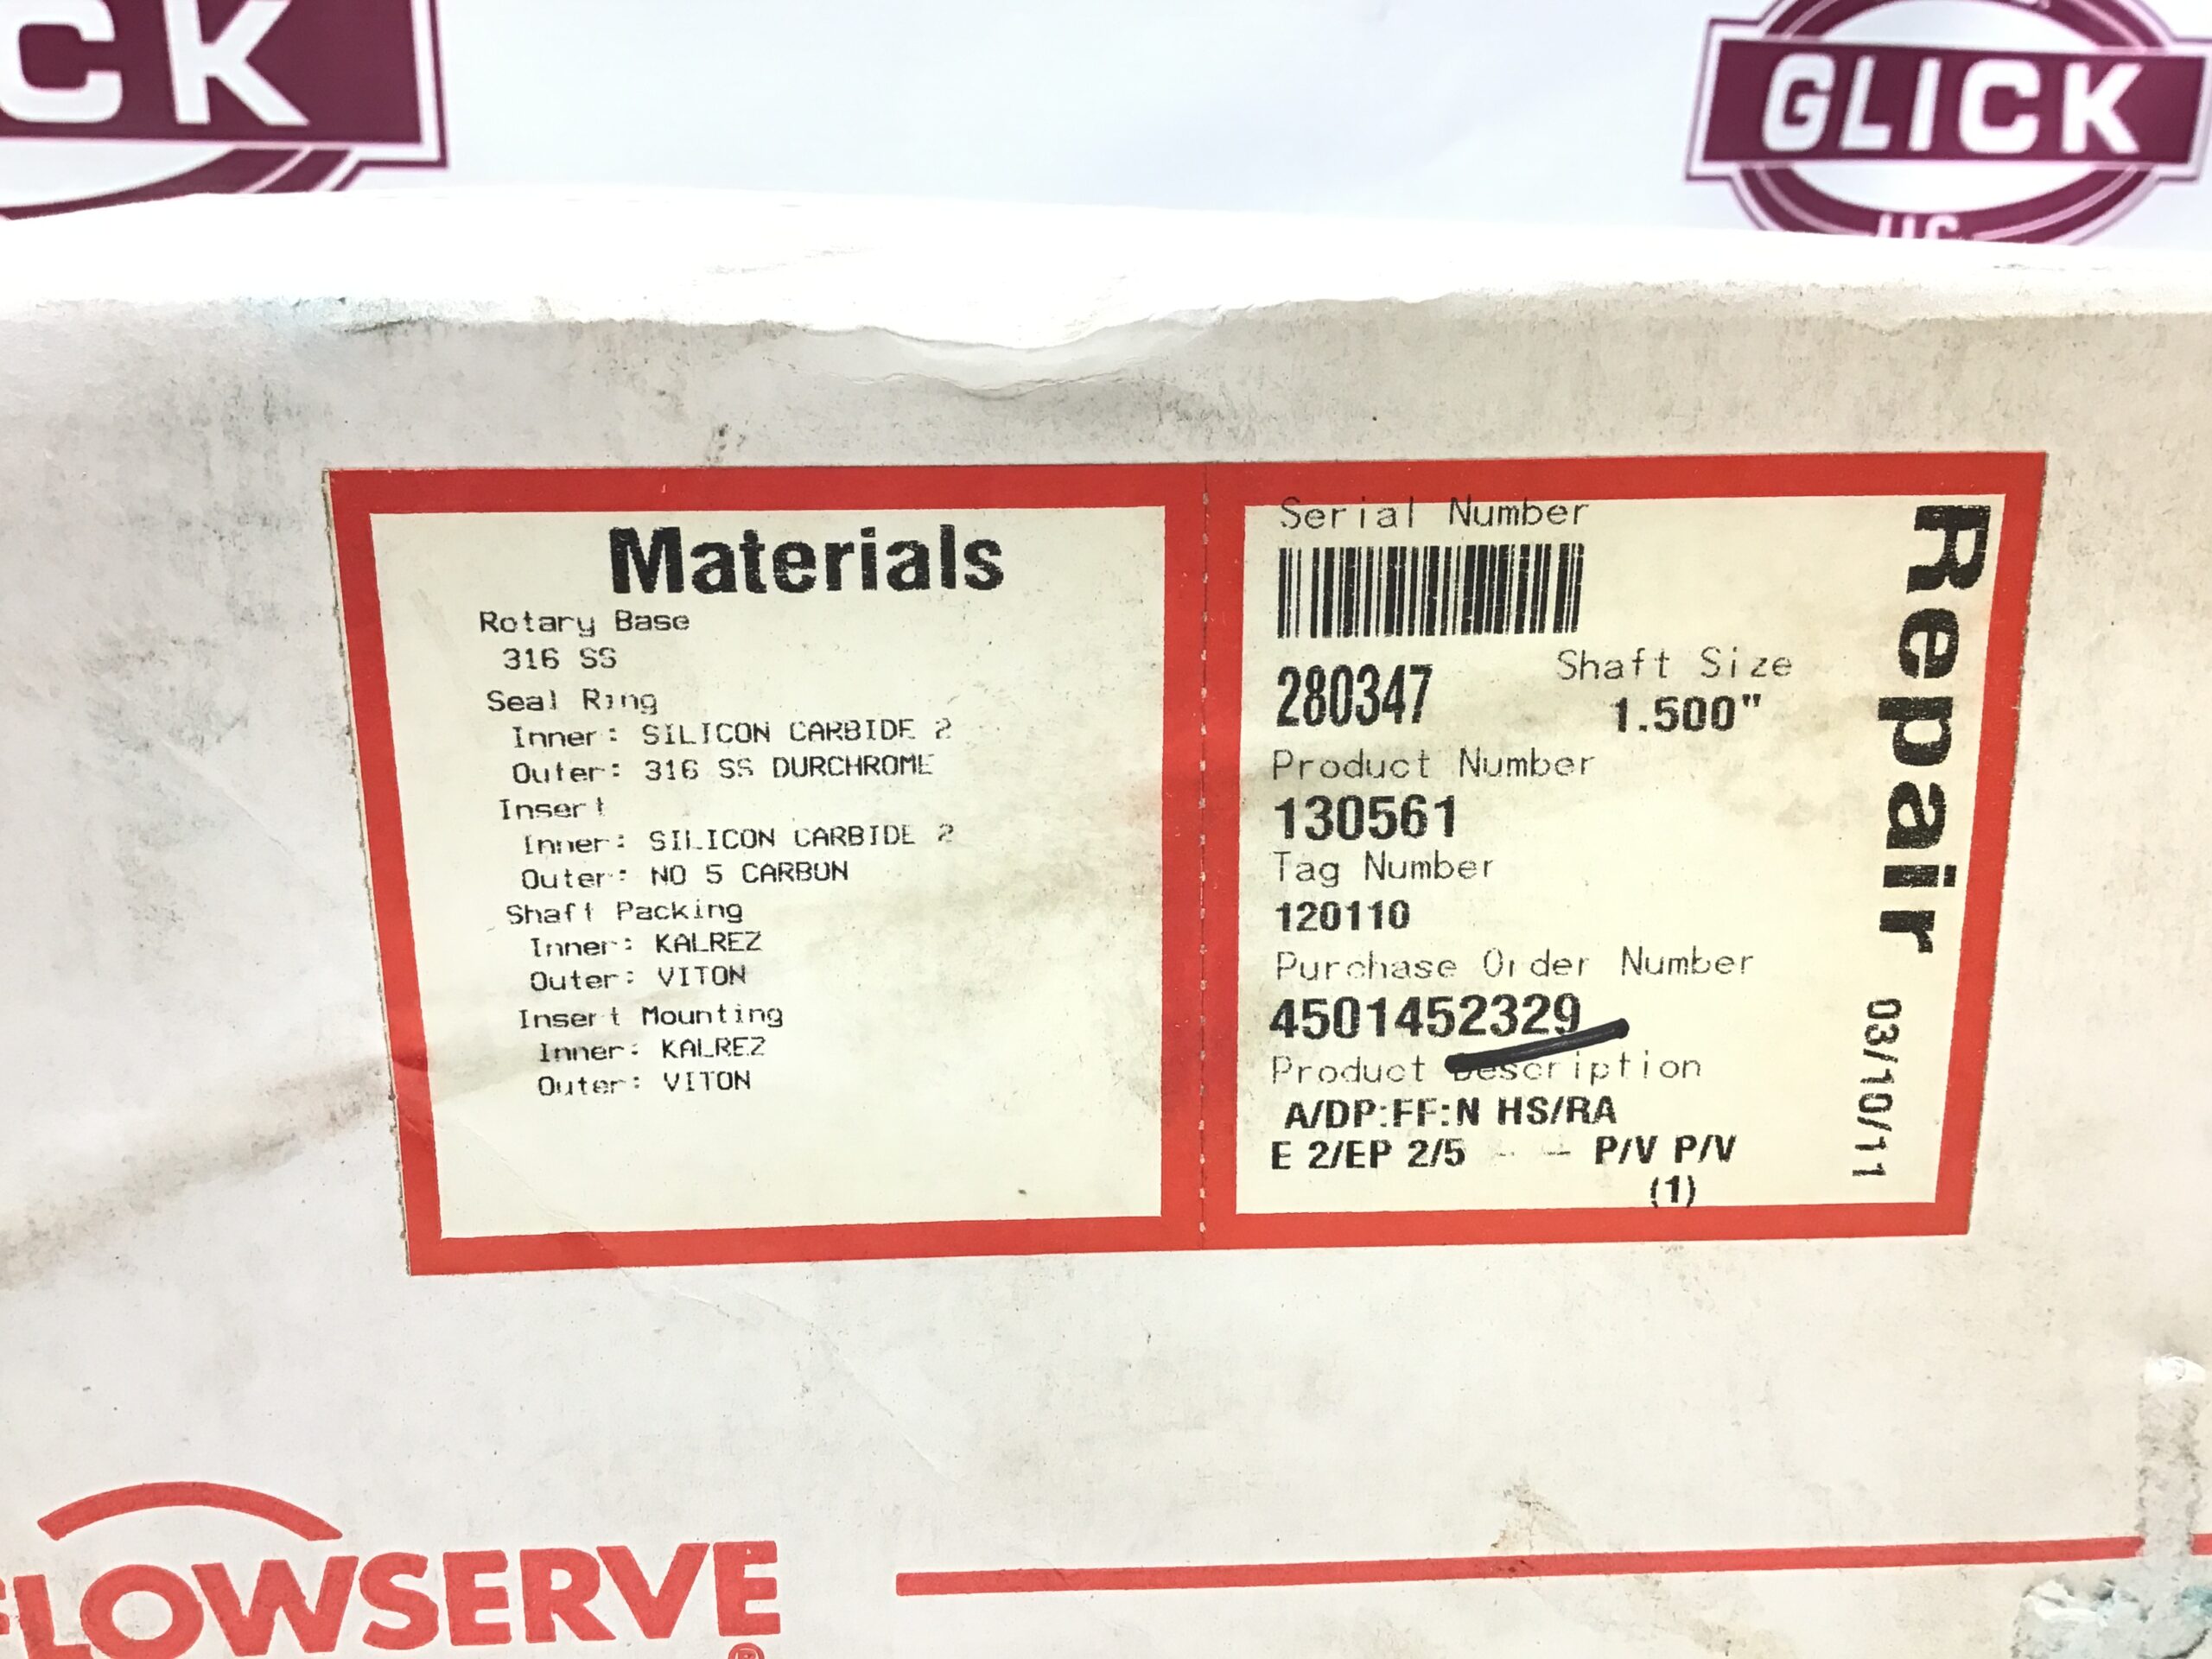 CK
GLICK
LLC
Materials
Rotary Base
316 SS
Seal Ring
Inner: SILICON CARBIDE 2
Outer: 316 SS DURCHROME
Insert
Inner: SILICON CARBIDE 2
Outer: NO 5 CARBON
Shaft Packing
Inner: KALREZ
Outer: VITON
Insert Mounting
Inner: KALREZ
Outer: VITON
Serial Number
280347
Shaft Size
1.500"
Product Number
130561
Tag Number
120110
Purchase Order Number
4501452329
Product Description
A/DP:FF:N HS/RA
E 2/EP 2/5 - - P/V P/V
(1)
Repair 03/10/11
FLOWSERVE
®